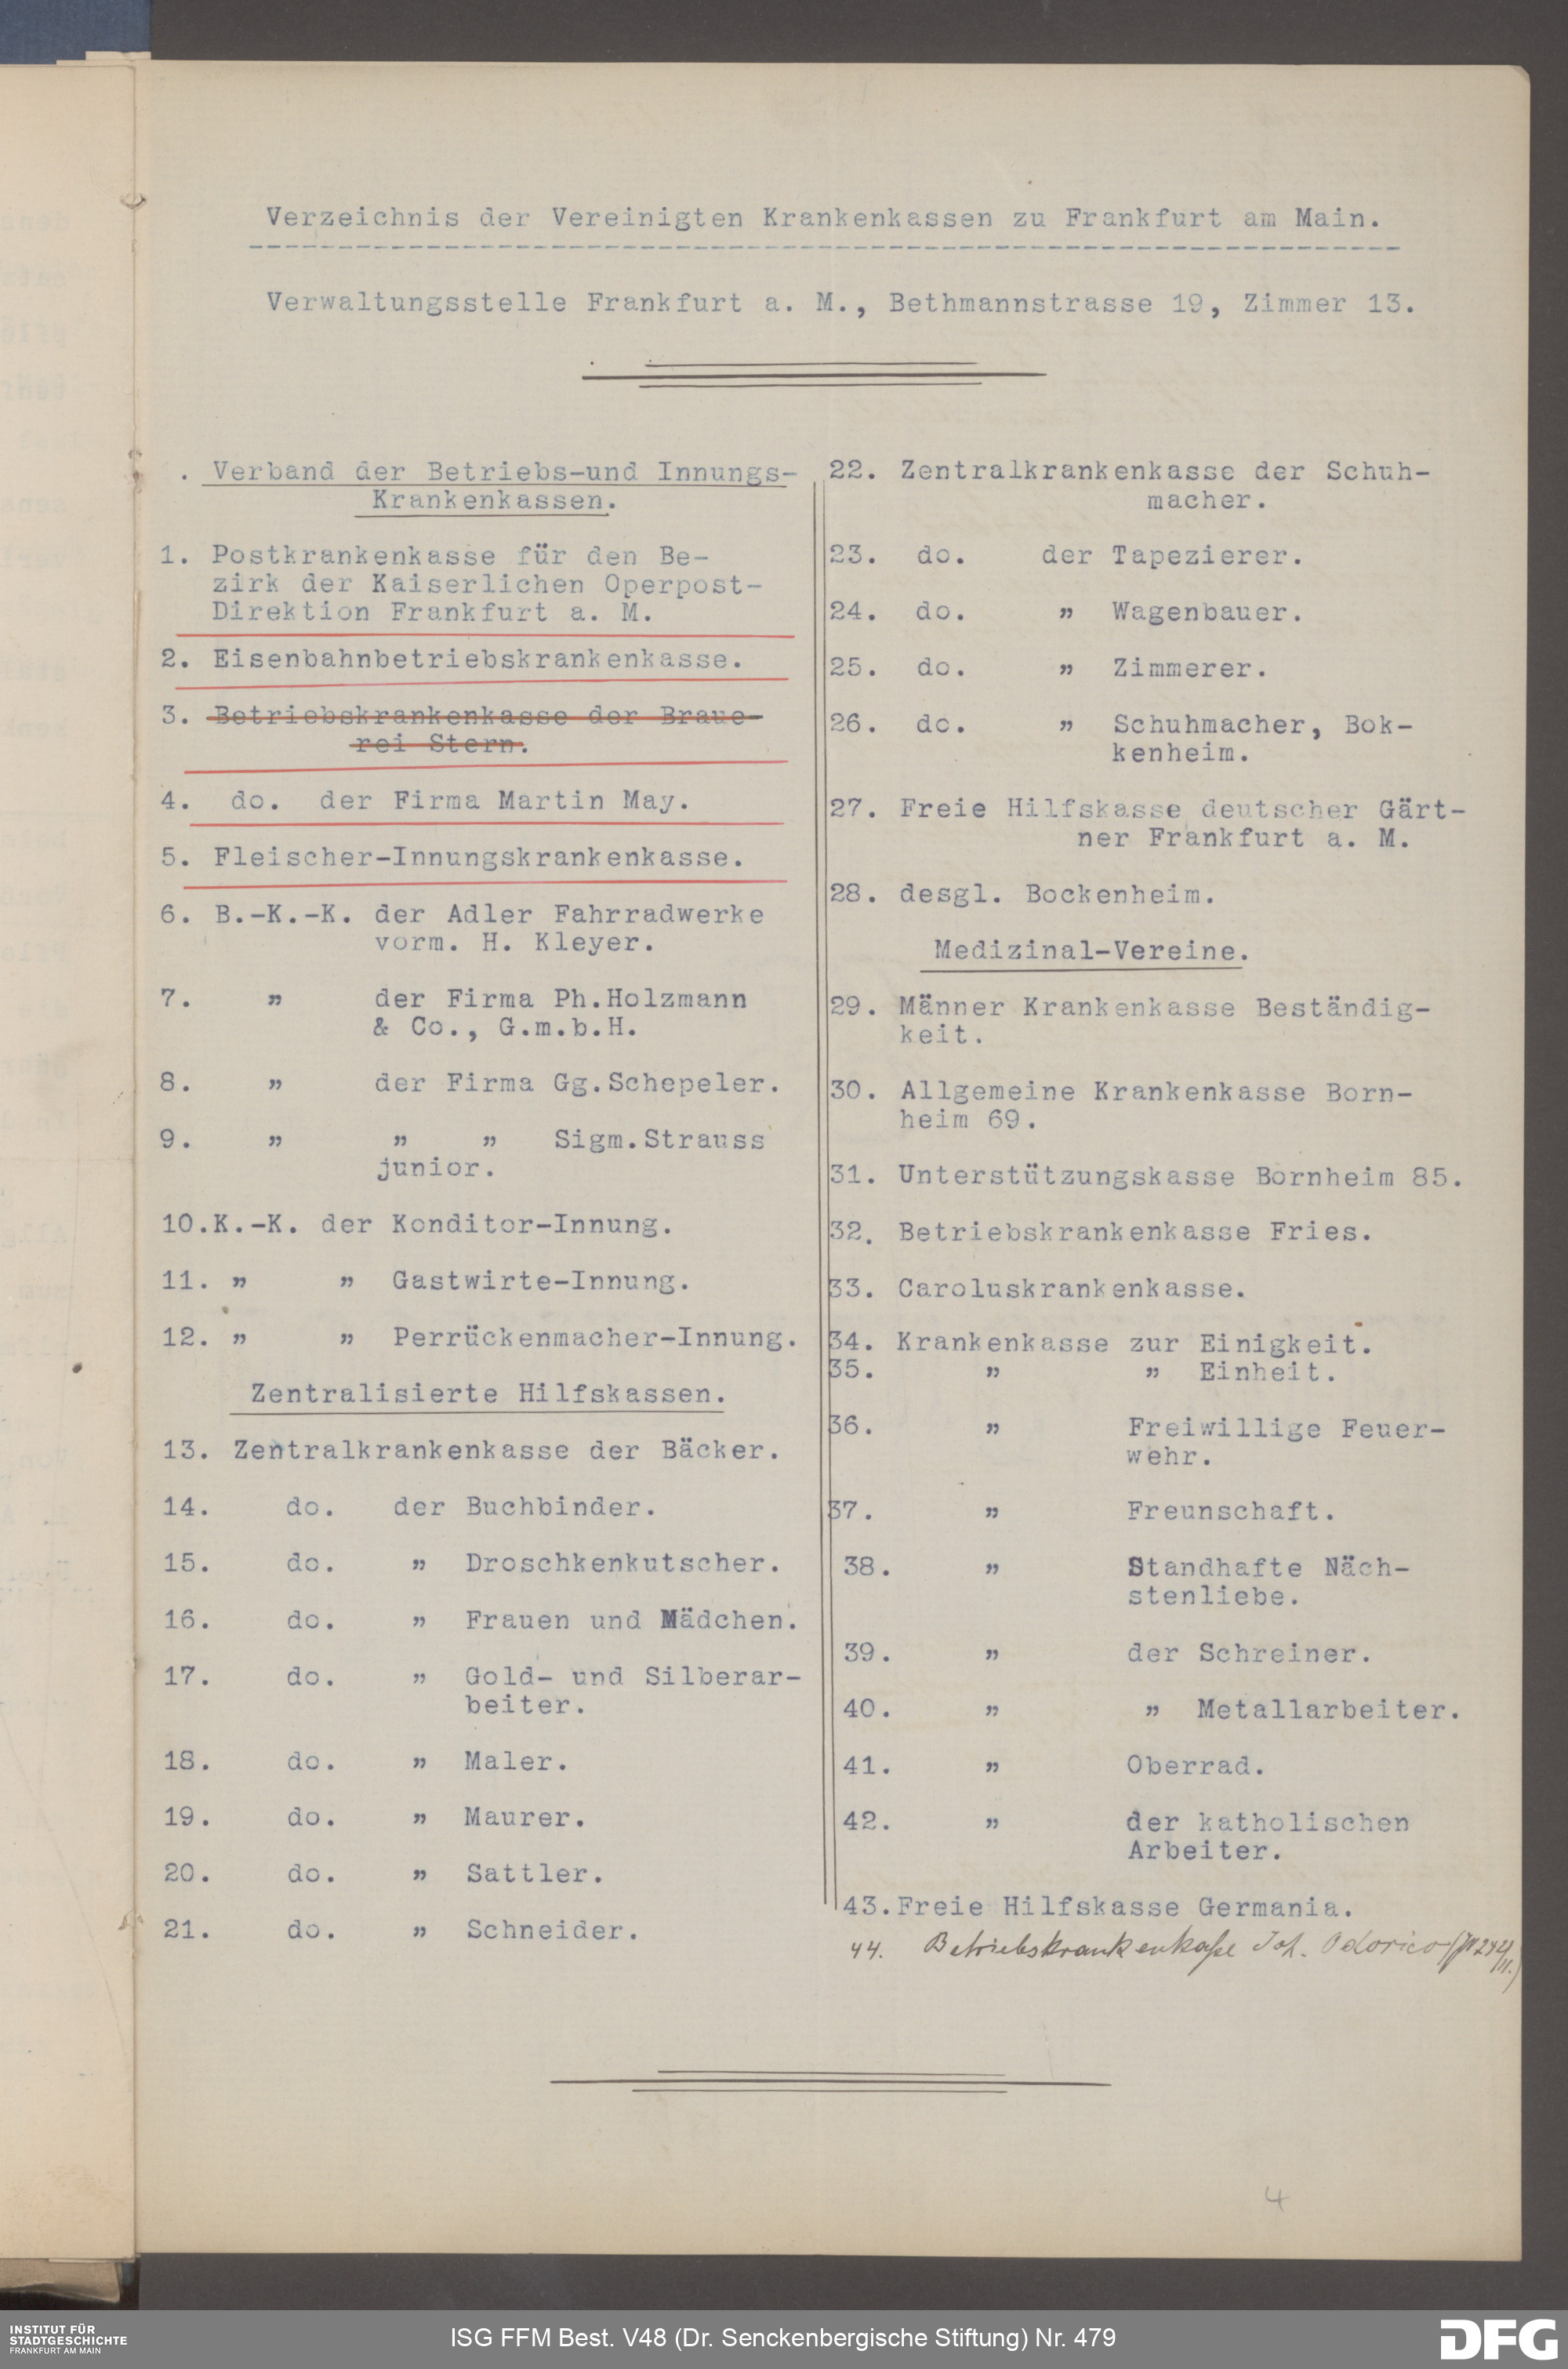 Verzeichnis der Vereinigten Krankenkassen zu Frankfurt am Main.
Verwaltungsstelle Frankfurt a. M., Bethmannstrasse 19, Zimmer 13.
. Verband der Betriebs-und Innungs-
Krankenkassen.
1. Postkrankenkasse für den Be-
zirk der Kaiserlichen Operpost-
Direktion Frankfurt a. M.
2. Eisenbahnbetriebskrankenkasse.
3. Betriebskrankenkasse der Braue-
rei Stern.
4. do. der Firma Martin May.
5. Fleischer-Innungskrankenkasse.
6. B.-K.-K. der Adler Fahrradwerke
vorm. H. Kleyer.
7. „ der Firma Ph.Holzmann
& Co., G.m.b.H.
8. „ der Firma Gg.Schepeler.
9. „ „ „ Sigm.Strauss
junior.
10.K.-K. der Konditor-Innung.
11. „ „ Gastwirte-Innung.
12. „ „ Perrückenmacher-Innung.
Zentralisierte Hilfskassen.
13. Zentralkrankenkasse der Bäcker.
14. do. der Buchbinder.
15. do. „ Droschkenkutscher.
16. do. „ Frauen und Mädchen.
17. do. „ Gold- und Silberar-
beiter.
18. do. „ Maler.
19. do. „ Maurer.
20. do. „ Sattler.
21. do. „ Schneider.
22. Zentralkrankenkasse der Schuh-
macher.
23. do. der Tapezierer.
24. do. „ Wagenbauer.
25. do. „ Zimmerer.
26. do. „ Schuhmacher, Bok-
kenheim.
27. Freie Hilfskasse deutscher Gärt-
ner Frankfurt a. M.
28. desgl. Bockenheim.
Medizinal-Vereine.
29. Männer Krankenkasse Beständig-
keit.
30. Allgemeine Krankenkasse Born-
heim 69.
31. Unterstützungskasse Bornheim 85.
32. Betriebskrankenkasse Fries.
33. Caroluskrankenkasse.
34. Krankenkasse zur Einigkeit.
35. „ „ Einheit.
36. „ Freiwillige Feuer-
wehr.
37. „ Freunschaft.
38. „ Standhafte Näch-
stenliebe.
39. „ der Schreiner.
40. „ „ Metallarbeiter.
41. „ Oberrad.
42. „ der katholischen
Arbeiter.
43.Freie Hilfskasse Germania.
44. Betriebskrankenkaße Joh. Odorico
4
INSTITUT FÜR
STADTGESCHICHTE
FRANKFURT AM MAIN
ISG FFM Best. V48 (Dr. Senckenbergische Stiftung) Nr. 479
DFG